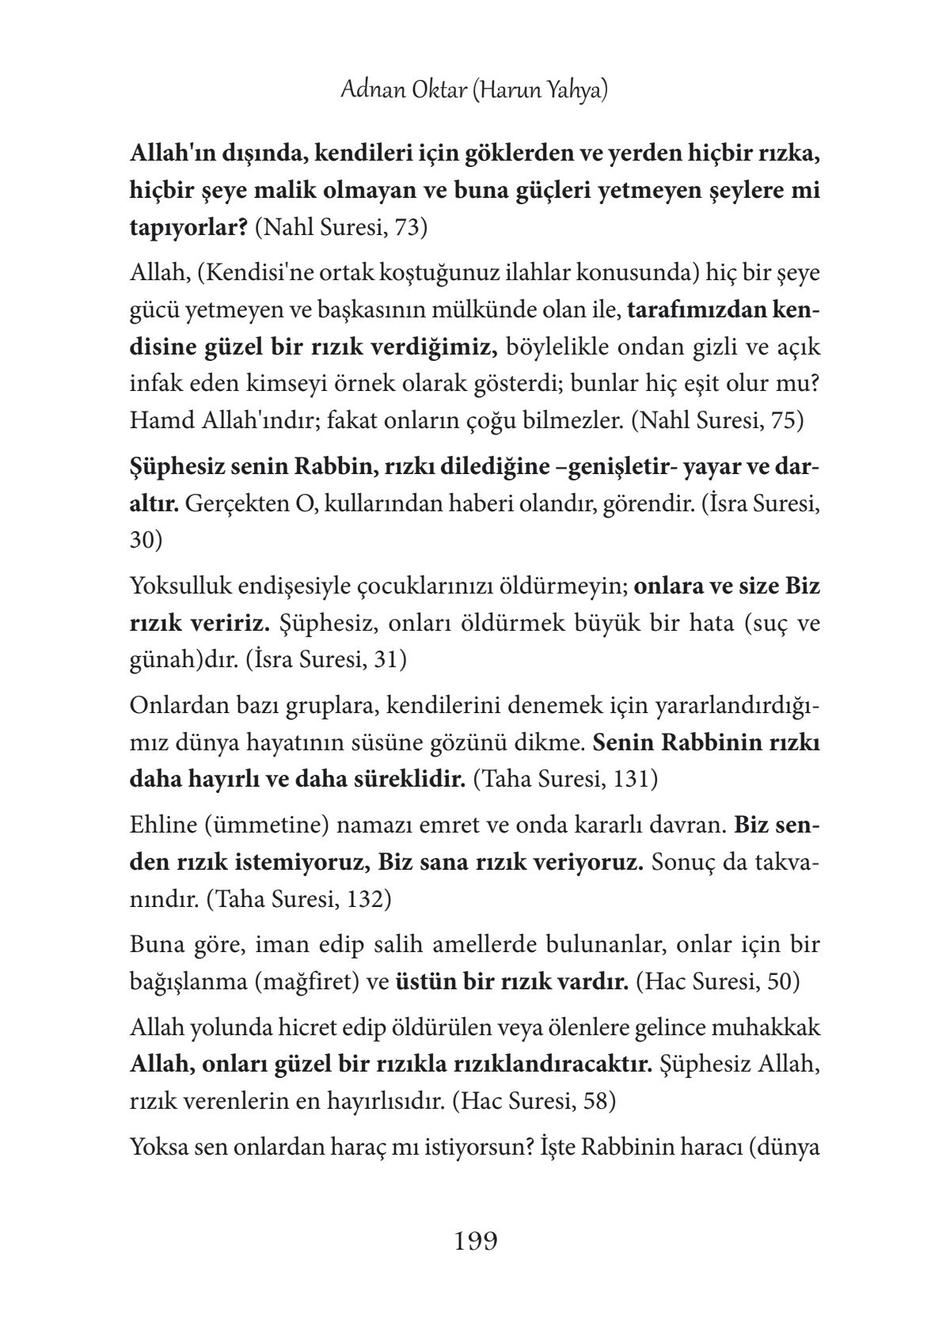 Adnan Oktar (Harun Yahya)
Allah'ın dışında, kendileri için göklerden ve yerden hiçbir rızka,
hiçbir şeye malik olmayan ve buna güçleri yetmeyen şeylere mi
tapıyorlar? (Nahl Suresi, 73)
Allah, (Kendisi'ne ortak koştuğunuz ilahlar konusunda) hiç bir şeye
gücü yetmeyen ve başkasının mülkünde olan ile, tarafımızdan ken-
disine güzel bir rızık verdiğimiz, böylelikle ondan gizli ve açık
infak eden kimseyi örnek olarak gösterdi; bunlar hiç eşit olur mu?
Hamd Allah'ındır; fakat onların çoğu bilmezler. (Nahl Suresi, 75)
Şüphesiz senin Rabbin, rızkı dilediğine –genişletir- yayar ve dar-
altır. Gerçekten O, kullarından haberi olandır, görendir. (İsra Suresi,
30)
Yoksulluk endişesiyle çocuklarınızı öldürmeyin; onlara ve size Biz
rızık veririz. Şüphesiz, onları öldürmek büyük bir hata (suç ve
günah)dır. (İsra Suresi, 31)
Onlardan bazı gruplara, kendilerini denemek için yararlandırdığı-
mız dünya hayatının süsüne gözünü dikme. Senin Rabbinin rızkı
daha hayırlı ve daha süreklidir. (Taha Suresi, 131)
Ehline (ümmetine) namazı emret ve onda kararlı davran. Biz sen-
den rızık istemiyoruz, Biz sana rızık veriyoruz. Sonuç da takva-
nındır. (Taha Suresi, 132)
Buna göre, iman edip salih amellerde bulunanlar, onlar için bir
bağışlanma (mağfiret) ve üstün bir rızık vardır. (Hac Suresi, 50)
Allah yolunda hicret edip öldürülen veya ölenlere gelince muhakkak
Allah, onları güzel bir rızıkla rızıklandıracaktır. Şüphesiz Allah,
rızık verenlerin en hayırlısıdır. (Hac Suresi, 58)
Yoksa sen onlardan haraç mı istiyorsun? İşte Rabbinin haracı (dünya
199